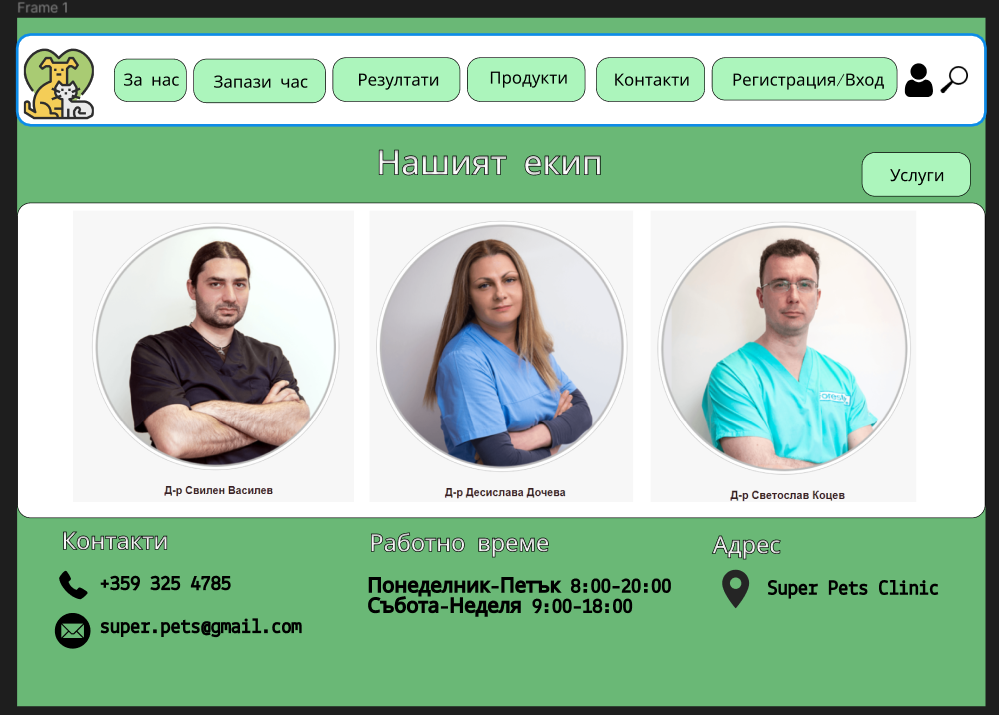 Frame 1
За нас
Запази час
Резултати
Продукти
Контакти
Регистрация/Вход
Нашият екип
Услуги
Д-р Свилен Василев
Д-р Десислава Дочева
Д-р Светослав Коцев
Контакти
+359 325 4785
super.pets@gmail.com
Работно време
Понеделник-Петък 8:00-20:00
Събота-Неделя 9:00-18:00
Адрес
Super Pets Clinic